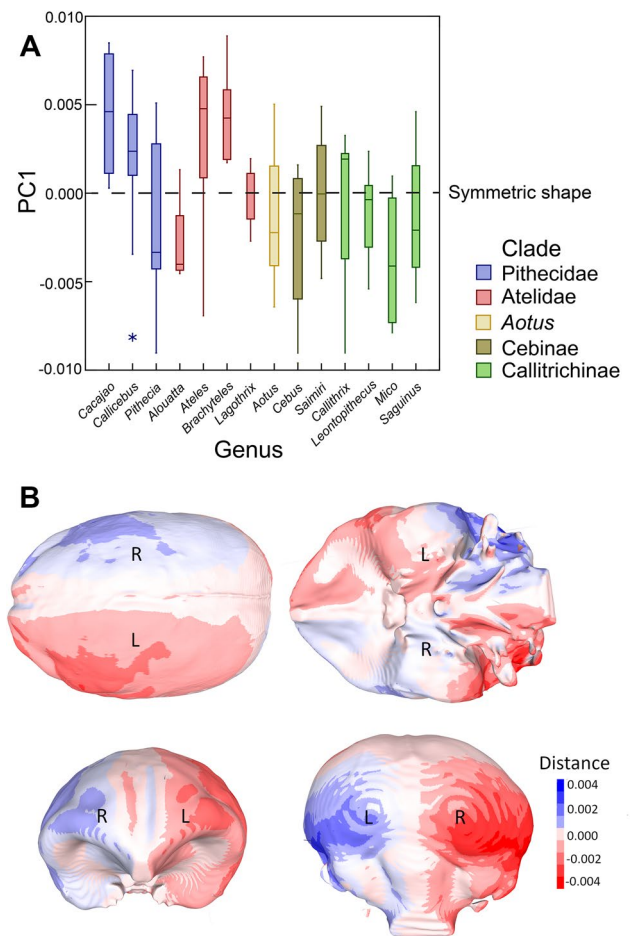 A
0.010
0.005
0.000
-0.005
-0.010
PC1
Symmetric shape
Clade
Pithecidae
Atelidae
Aotus
Cebinae
Callitrichinae
*
Cacajao
Callicebus
Pithecia
Alouatta
Ateles
Brachyteles
Lagothrix
Aotus
Cebus
Saimiri
Callithrix
Leontopithecus
Mico
Saguinus
Genus
B
R
L
L
R
R
L
L
R
Distance
0.004
0.002
0.000
-0.002
-0.004